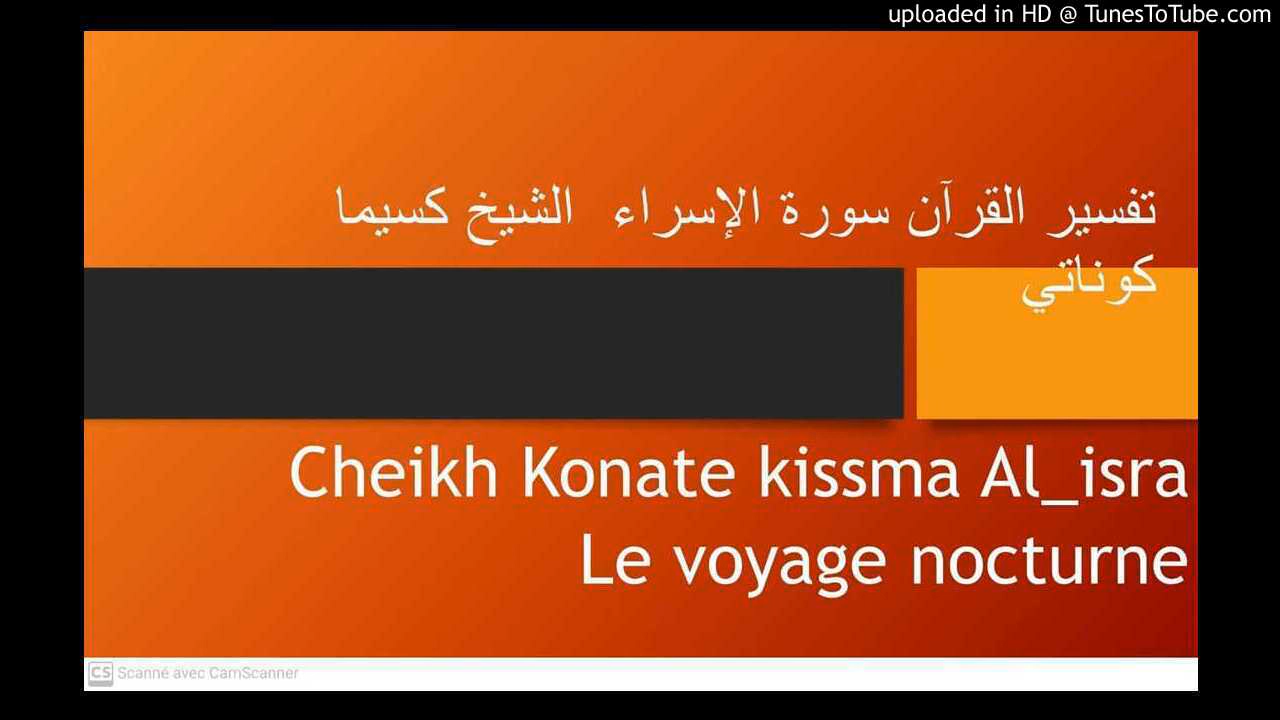 uploaded in HD @ TunesToTube.com
تفسير القرآن سورة الإسراء الشيخ كسيما
كوناتي
Cheikh Konate kissma Al_isra
Le voyage nocturne
CS Scanné avec CamScanner